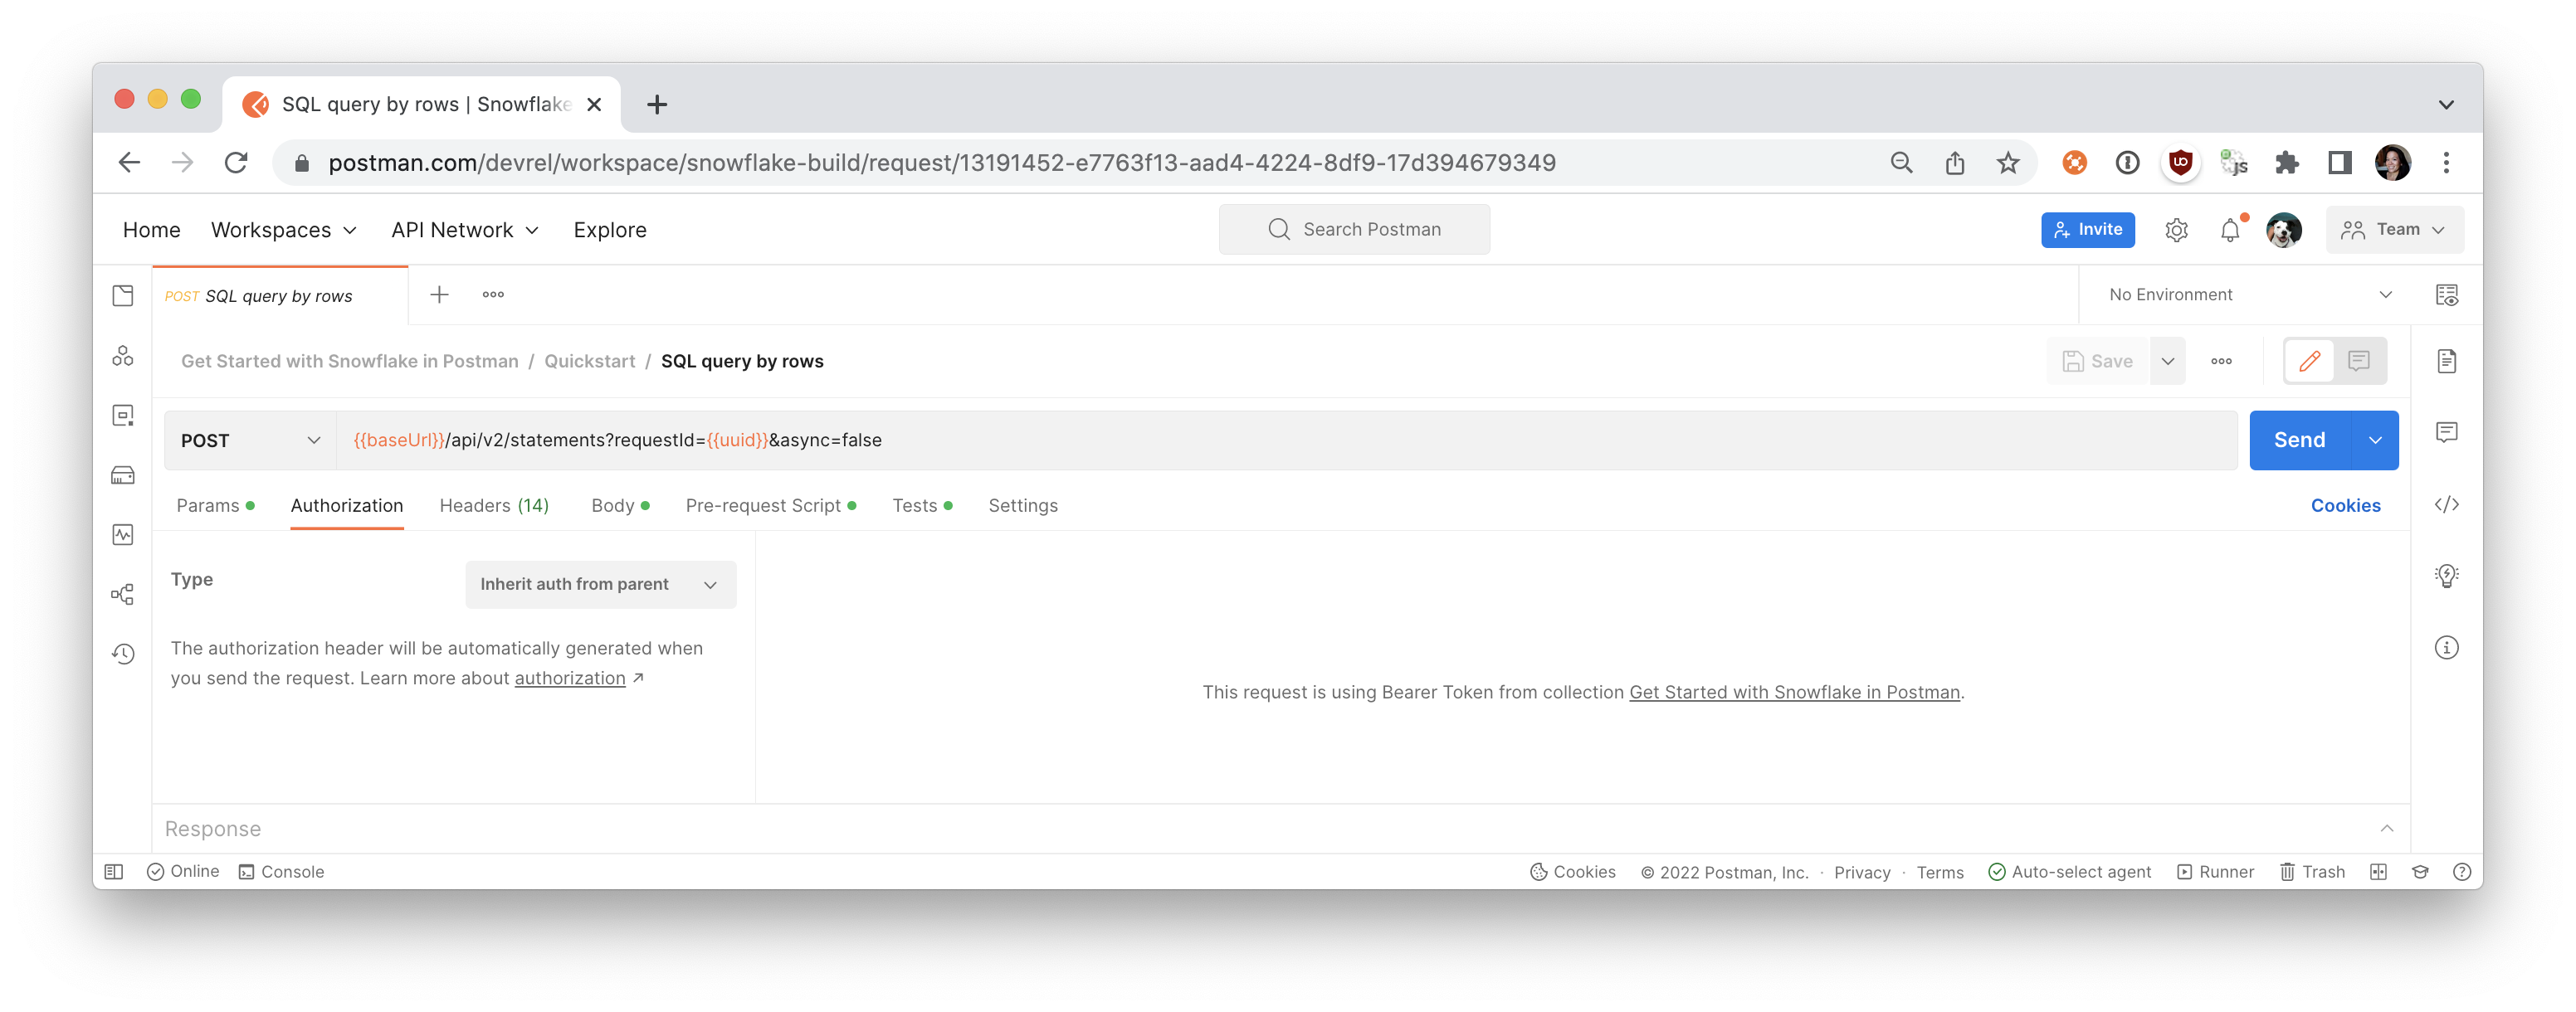 SQL query by rows | Snowflake
postman.com/devrel/workspace/snowflake-build/request/13191452-e7763f13-aad4-4224-8df9-17d394679349
Home Workspaces API Network Explore Search Postman Invite Team
POST SQL query by rows No Environment
Get Started with Snowflake in Postman / Quickstart / SQL query by rows Save
POST {{baseUrl}}/api/v2/statements?requestId={{uuid}}&async=false Send
Params Authorization Headers (14) Body Pre-request Script Tests Settings Cookies
Type Inherit auth from parent
The authorization header will be automatically generated when
you send the request. Learn more about authorization ↗
This request is using Bearer Token from collection Get Started with Snowflake in Postman.
Response
Online Console Cookies © 2022 Postman, Inc. · Privacy · Terms Auto-select agent Runner Trash